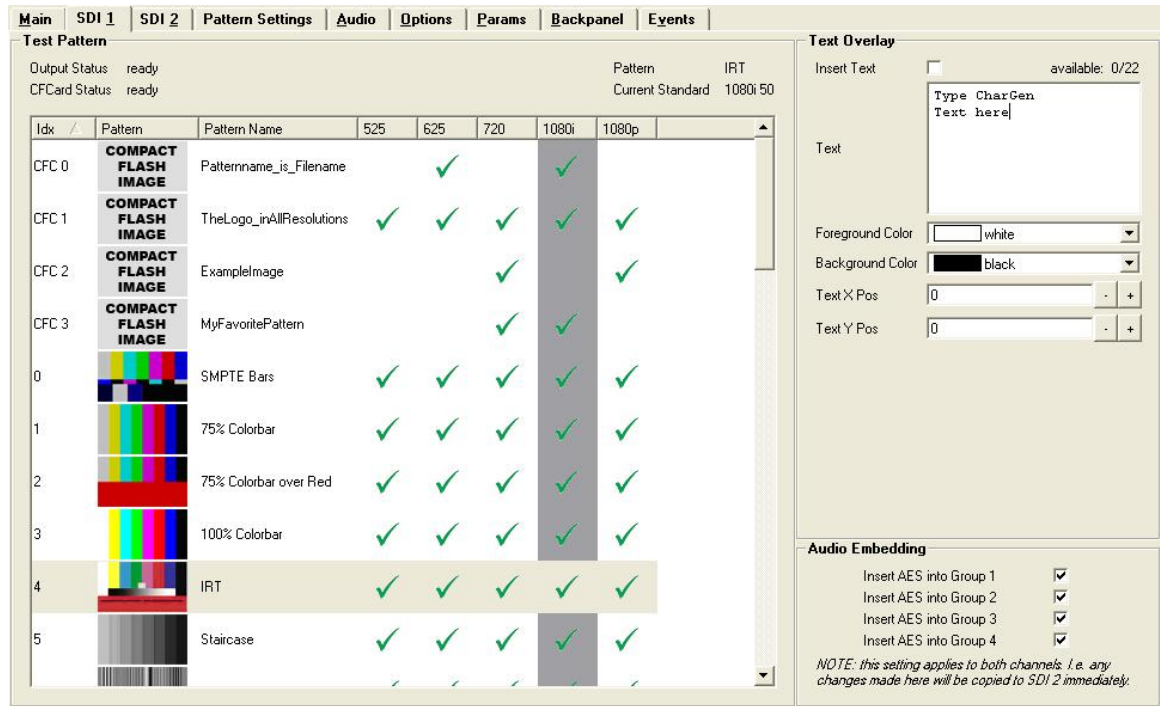 Main SDI 1 SDI 2 Pattern Settings Audio Options Params Backpanel Events
Test Pattern
Output Status ready Pattern IRT
CFCard Status ready Current Standard 1080i 50
Idx Pattern Pattern Name 525 625 720 1080i 1080p
CFC 0 COMPACT FLASH IMAGE Patternname_is_Filename
CFC 1 COMPACT FLASH IMAGE TheLogo_inAllResolutions
CFC 2 COMPACT FLASH IMAGE ExampleImage
CFC 3 COMPACT FLASH IMAGE MyFavoritePattern
0 SMPTE Bars
1 75% Colorbar
2 75% Colorbar over Red
3 100% Colorbar
4 IRT
5 Staircase
Text Overlay
Insert Text available: 0/22
Text
Type CharGen
Text here
Foreground Color white
Background Color black
Text X Pos 0 - +
Text Y Pos 0 - +
Audio Embedding
Insert AES into Group 1
Insert AES into Group 2
Insert AES into Group 3
Insert AES into Group 4
NOTE: this setting applies to both channels. I.e. any
changes made here will be copied to SDI 2 immediately.